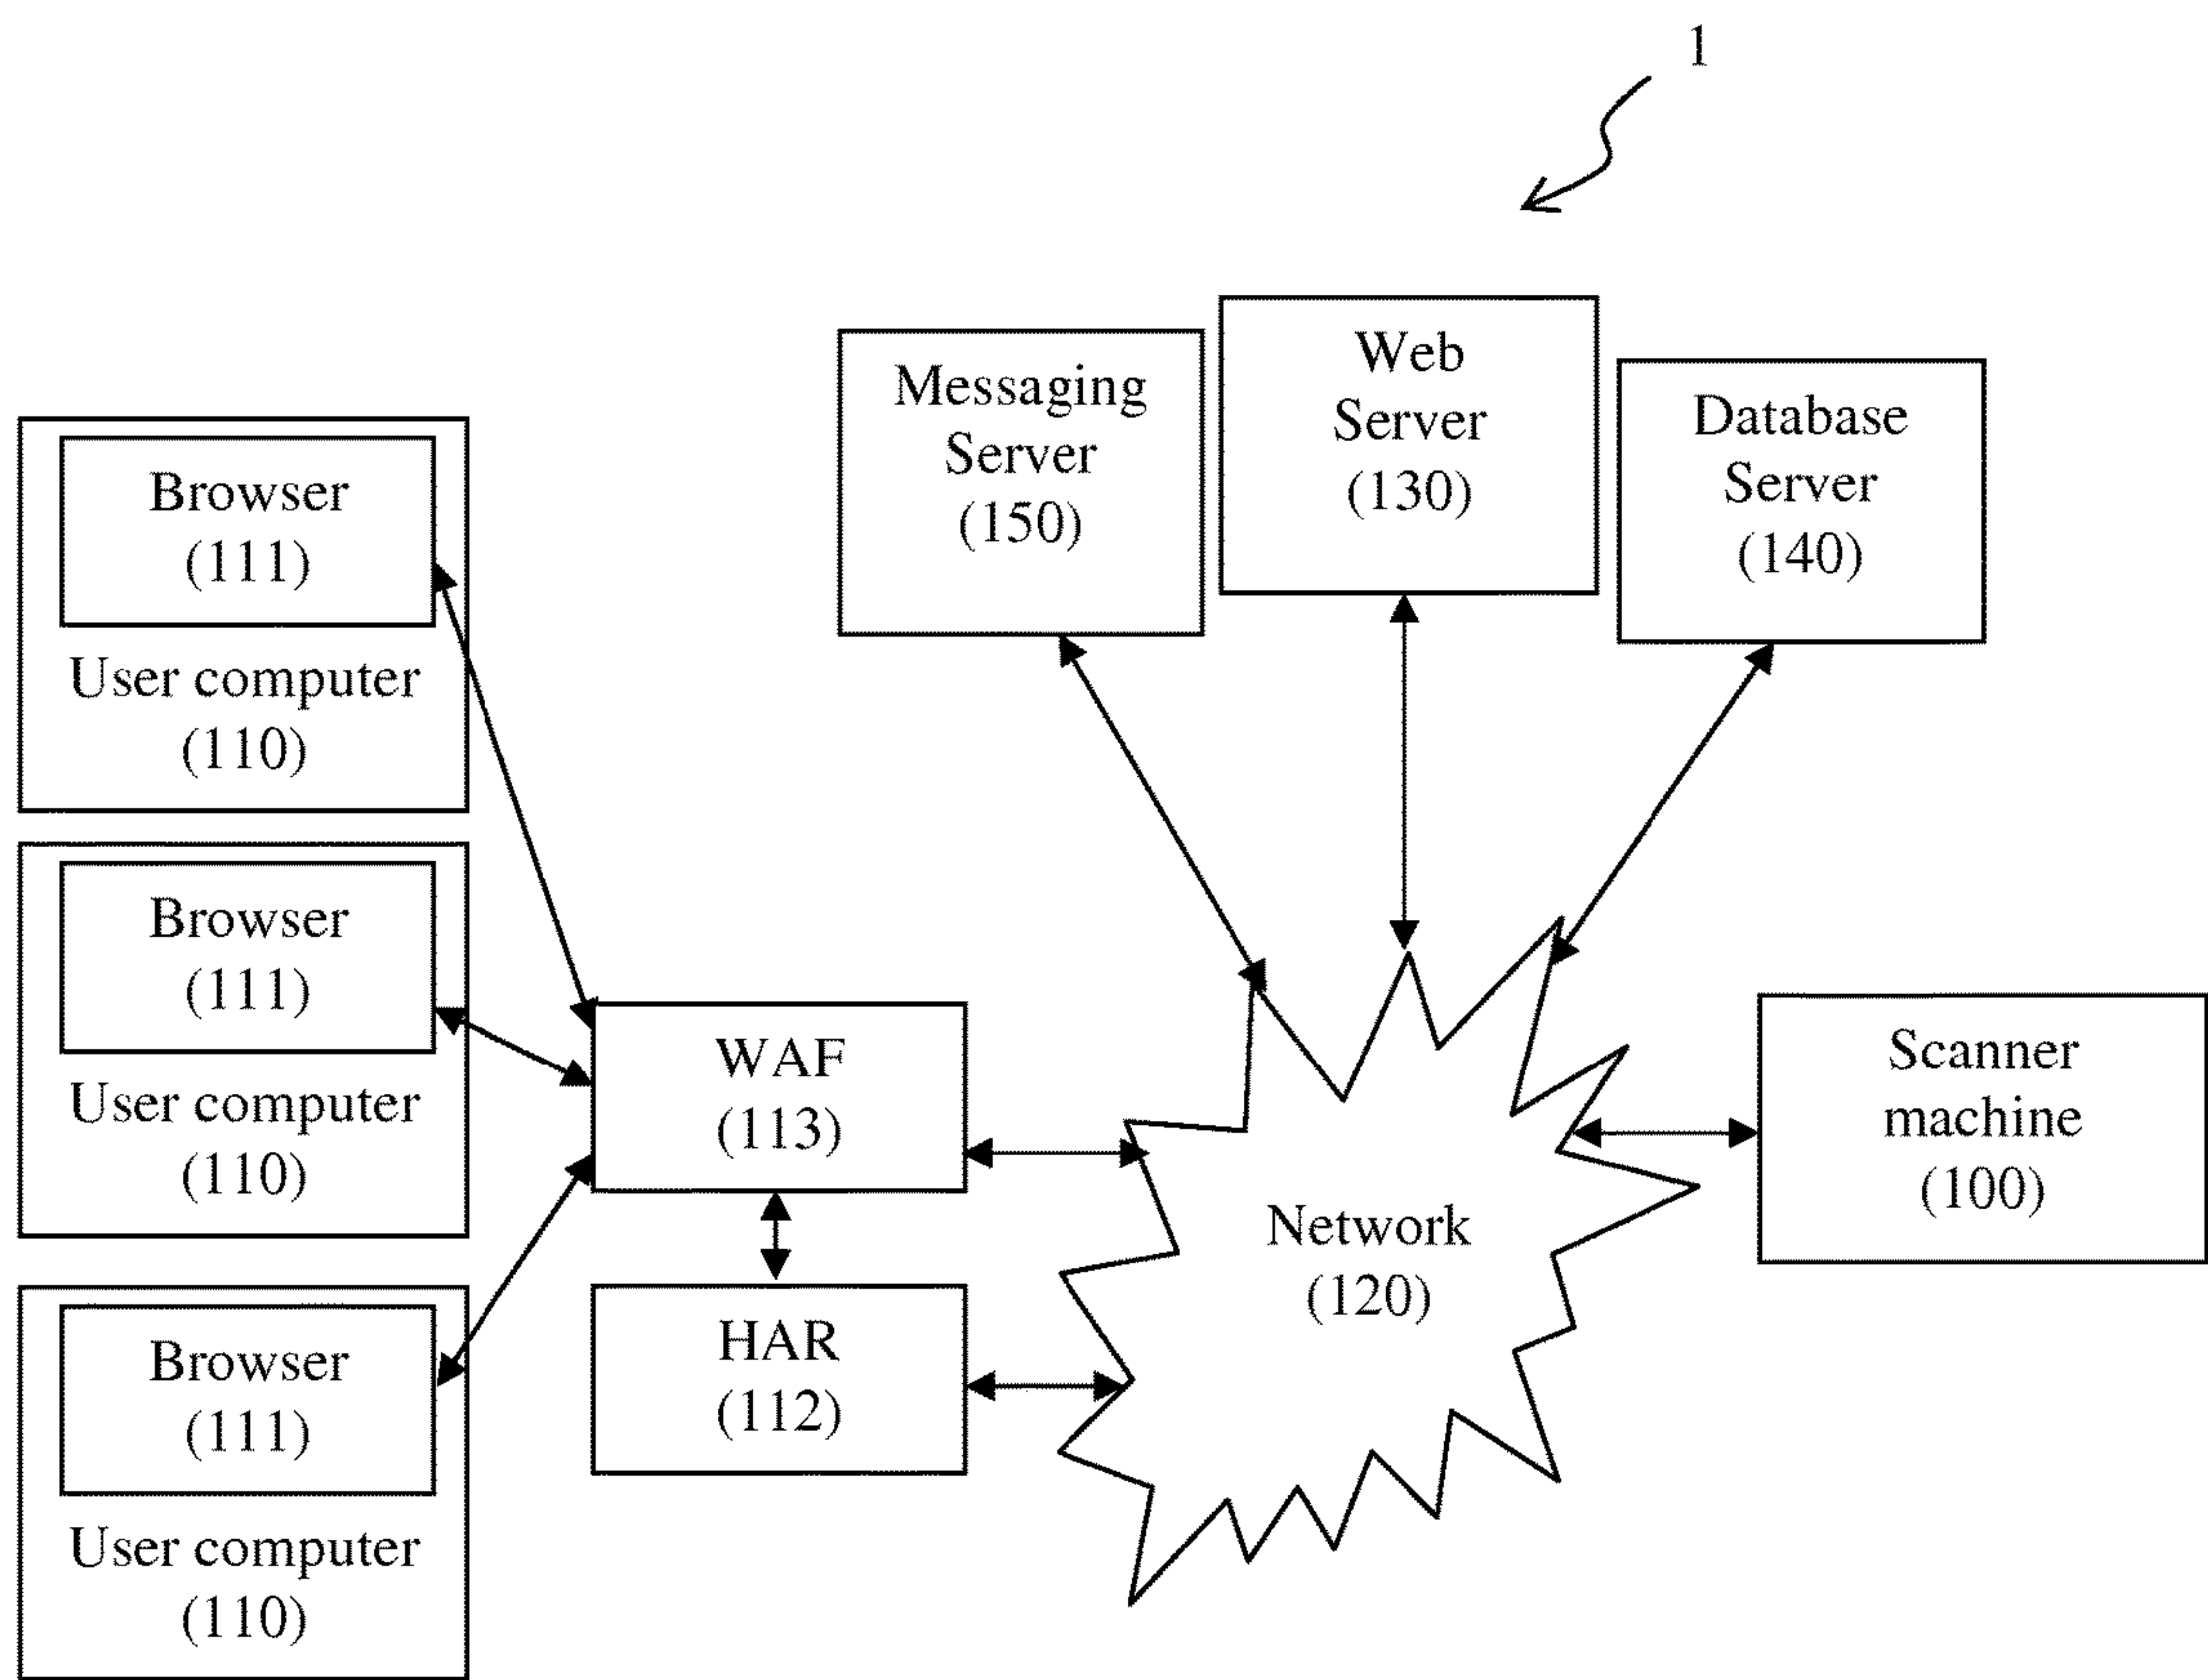 1
Messaging
Server
(150)
Web
Server
(130)
Database
Server
(140)
Browser
(111)
User computer
(110)
Browser
(111)
User computer
(110)
Browser
(111)
User computer
(110)
WAF
(113)
HAR
(112)
Network
(120)
Scanner
machine
(100)